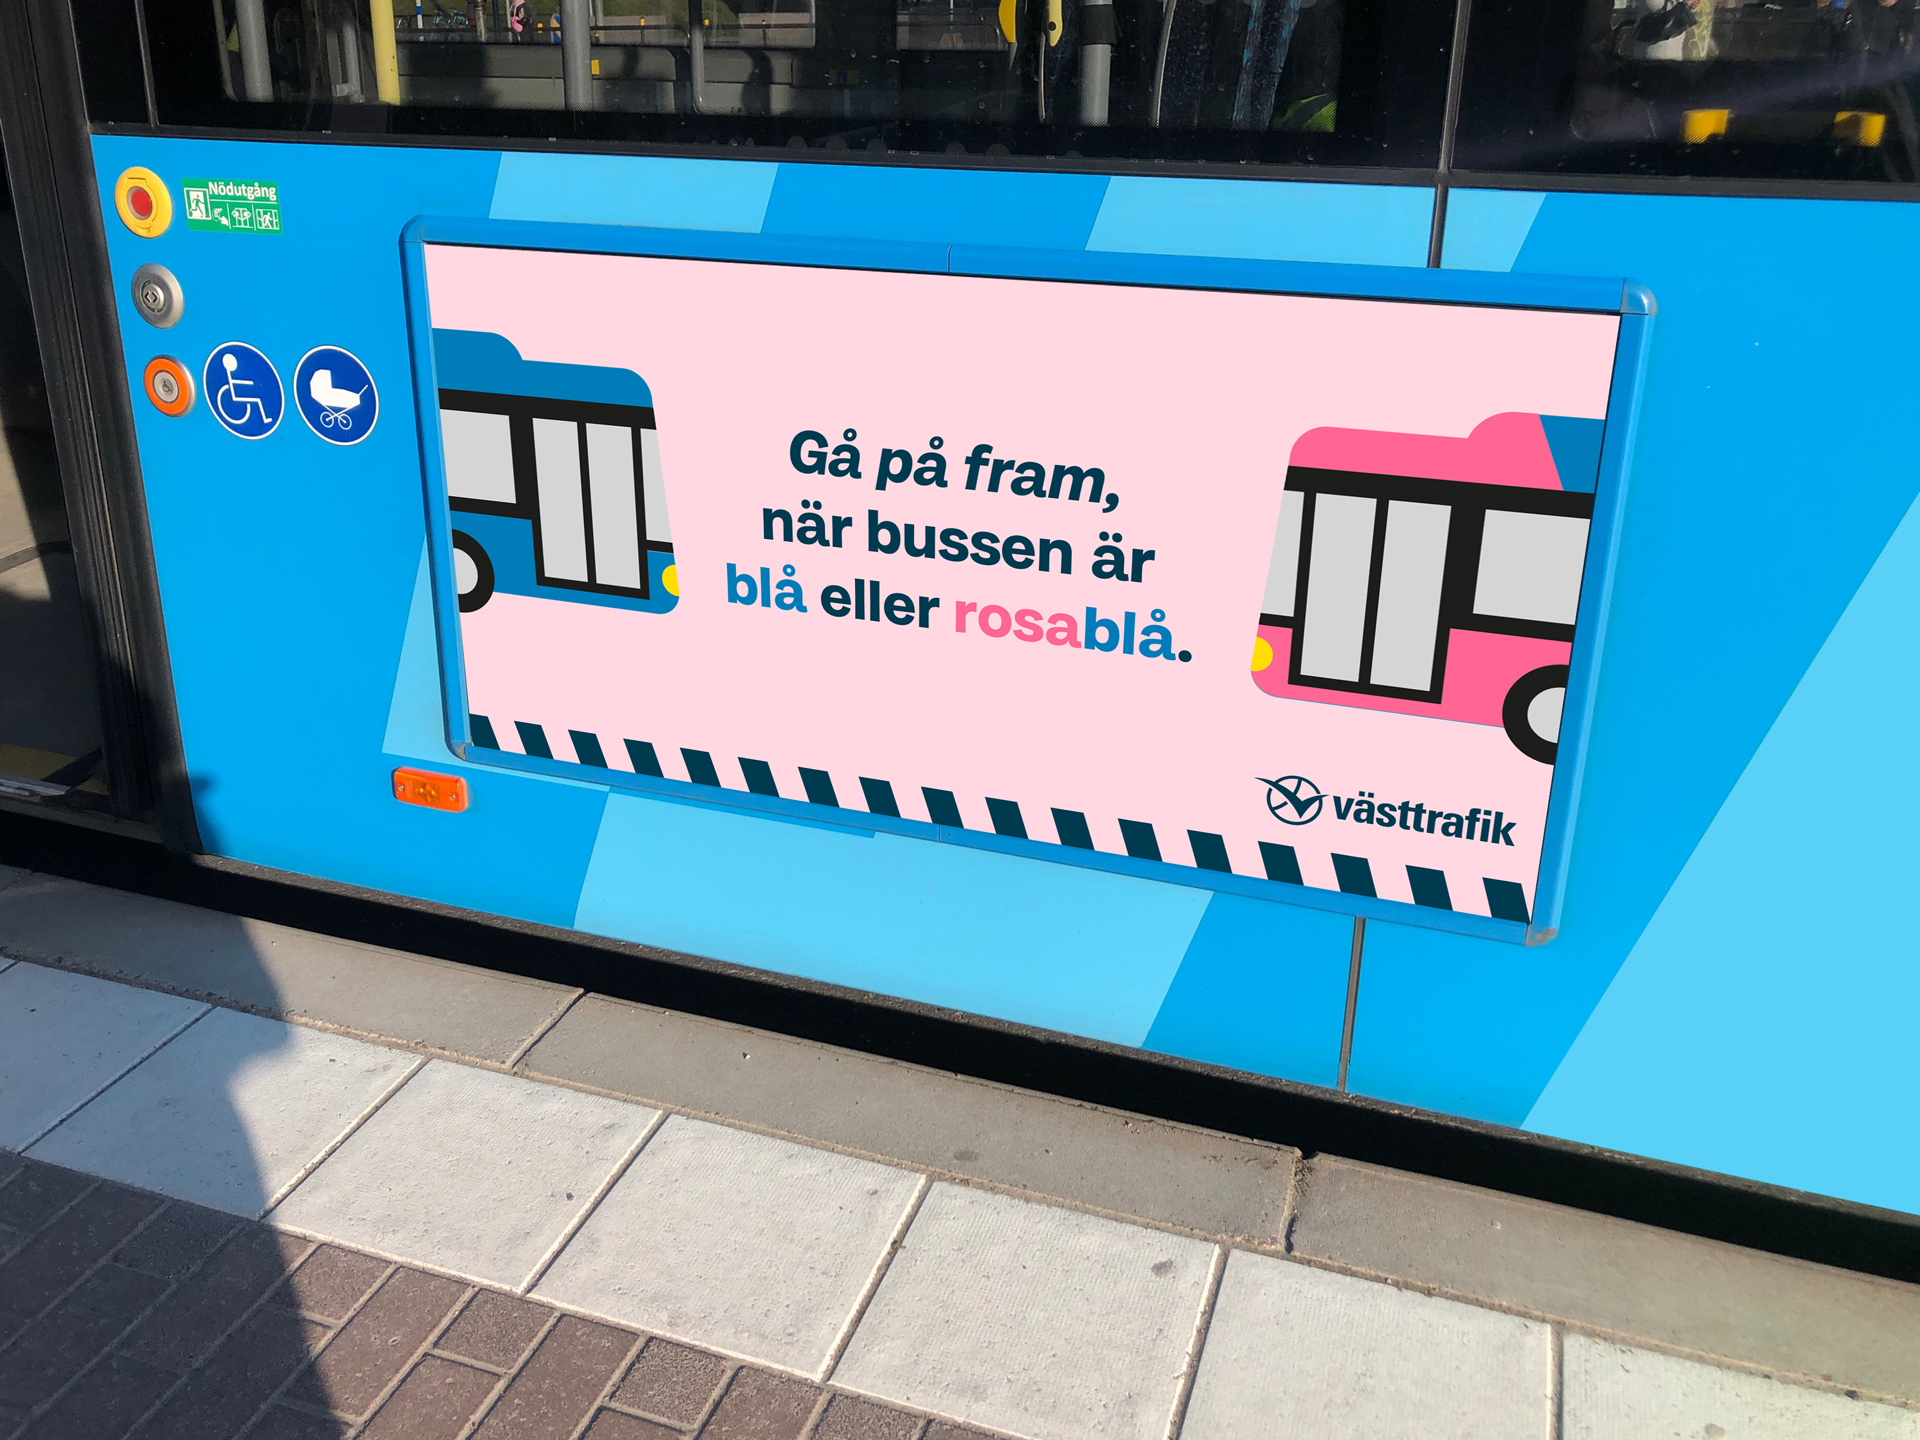 Nödutgång
Gå på fram,
när bussen är
blå eller rosablå.
västtrafik